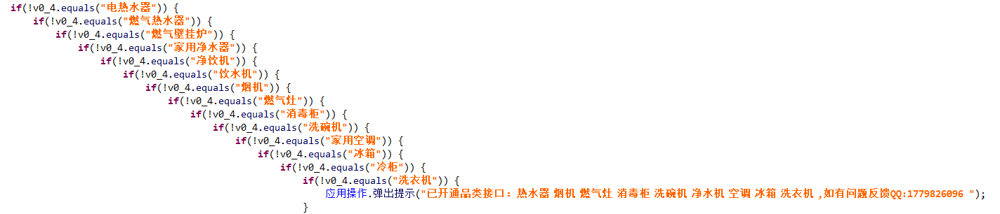 if(!v0_4.equals("电热水器")) {
if(!v0_4.equals("燃气热水器")) {
if(!v0_4.equals("燃气壁挂炉")) {
if(!v0_4.equals("家用净水器")) {
if(!v0_4.equals("净饮机")) {
if(!v0_4.equals("饮水机")) {
if(!v0_4.equals("烟机")) {
if(!v0_4.equals("燃气灶")) {
if(!v0_4.equals("消毒柜")) {
if(!v0_4.equals("洗碗机")) {
if(!v0_4.equals("家用空调")) {
if(!v0_4.equals("冰箱")) {
if(!v0_4.equals("冷柜")) {
if(!v0_4.equals("洗衣机")) {
应用操作.弹出提示("已开通品类接口：热水器 烟机 燃气灶 消毒柜 洗碗机 净水机 空调 冰箱 洗衣机 ,如有问题反馈QQ:1779826096 ");
}